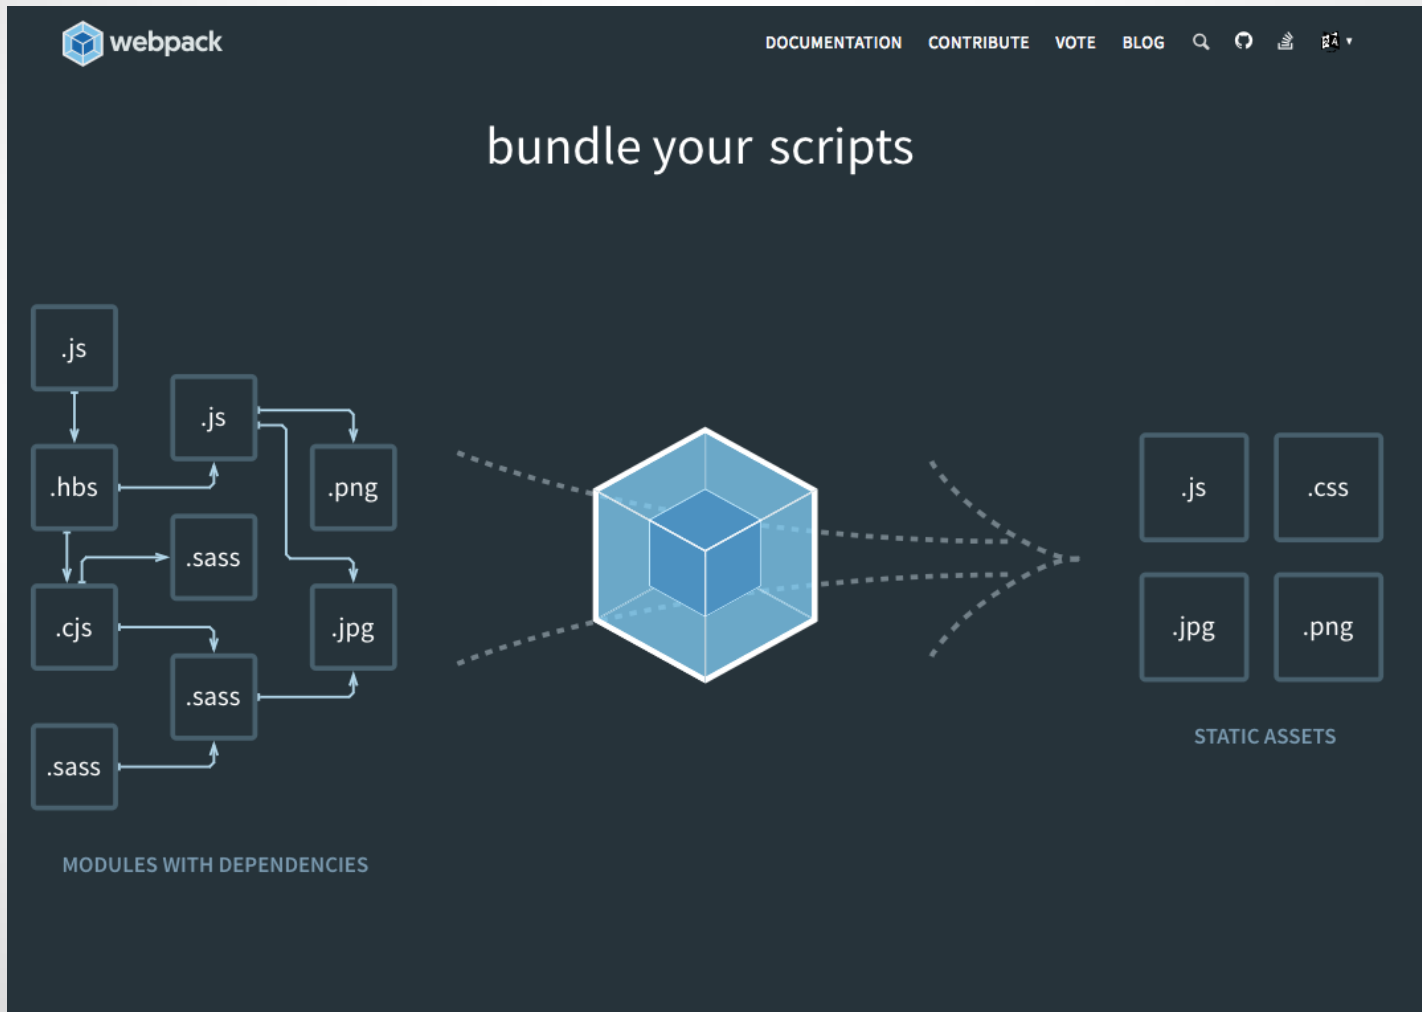 webpack
DOCUMENTATION CONTRIBUTE VOTE BLOG
bundle your scripts
.js
.js
.hbs
.png
.sass
.cjs
.jpg
.sass
.sass
MODULES WITH DEPENDENCIES
.js
.css
.jpg
.png
STATIC ASSETS